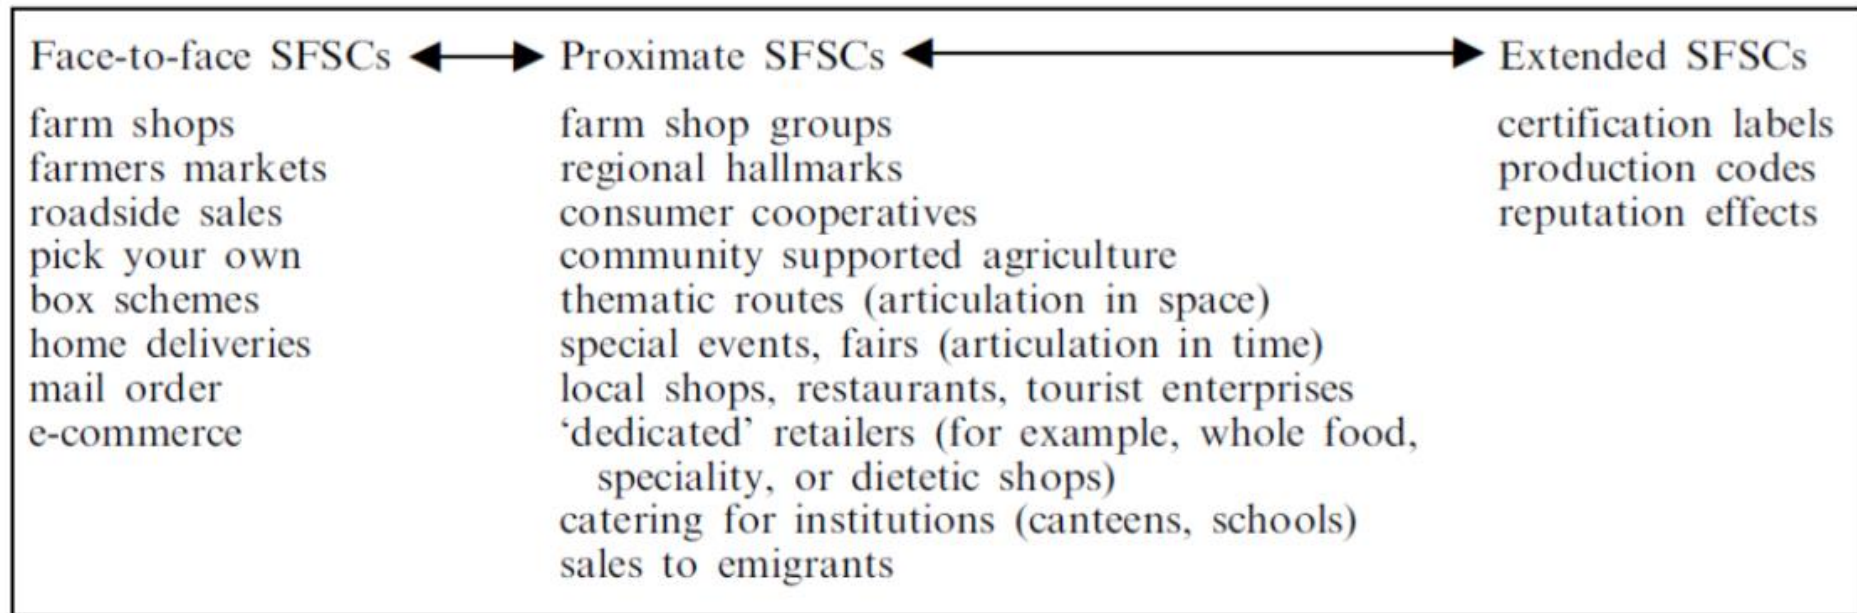 Face-to-face SFSCs
farm shops
farmers markets
roadside sales
pick your own
box schemes
home deliveries
mail order
e-commerce
Proximate SFSCs
farm shop groups
regional hallmarks
consumer cooperatives
community supported agriculture
thematic routes (articulation in space)
special events, fairs (articulation in time)
local shops, restaurants, tourist enterprises
‘dedicated’ retailers (for example, whole food,
speciality, or dietetic shops)
catering for institutions (canteens, schools)
sales to emigrants
Extended SFSCs
certification labels
production codes
reputation effects